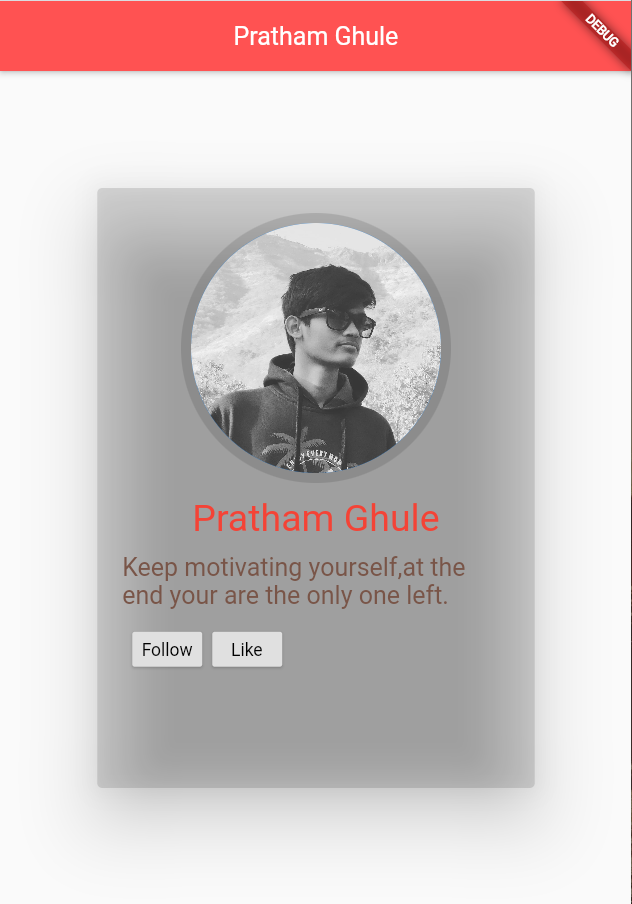 Pratham Ghule
DEBUG
Pratham Ghule
Keep motivating yourself,at the
end your are the only one left.
Follow Like